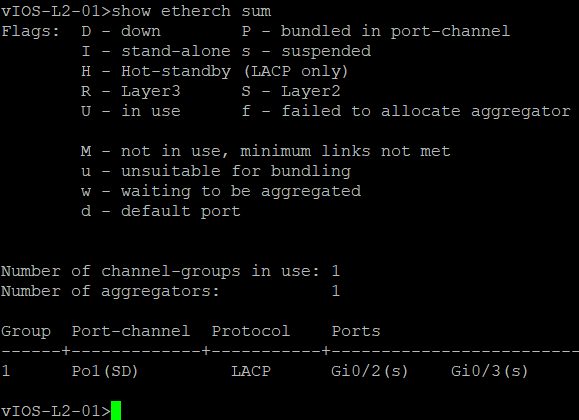 vIOS-L2-01>show etherch sum
Flags:  D - down        P - bundled in port-channel
        I - stand-alone s - suspended
        H - Hot-standby (LACP only)
        R - Layer3      S - Layer2
        U - in use      f - failed to allocate aggregator
        M - not in use, minimum links not met
        u - unsuitable for bundling
        w - waiting to be aggregated
        d - default port
Number of channel-groups in use: 1
Number of aggregators:           1
Group  Port-channel  Protocol    Ports
------+-------------+-----------+-------------------------
1      Po1(SD)         LACP      Gi0/2(s)    Gi0/3(s)
vIOS-L2-01>